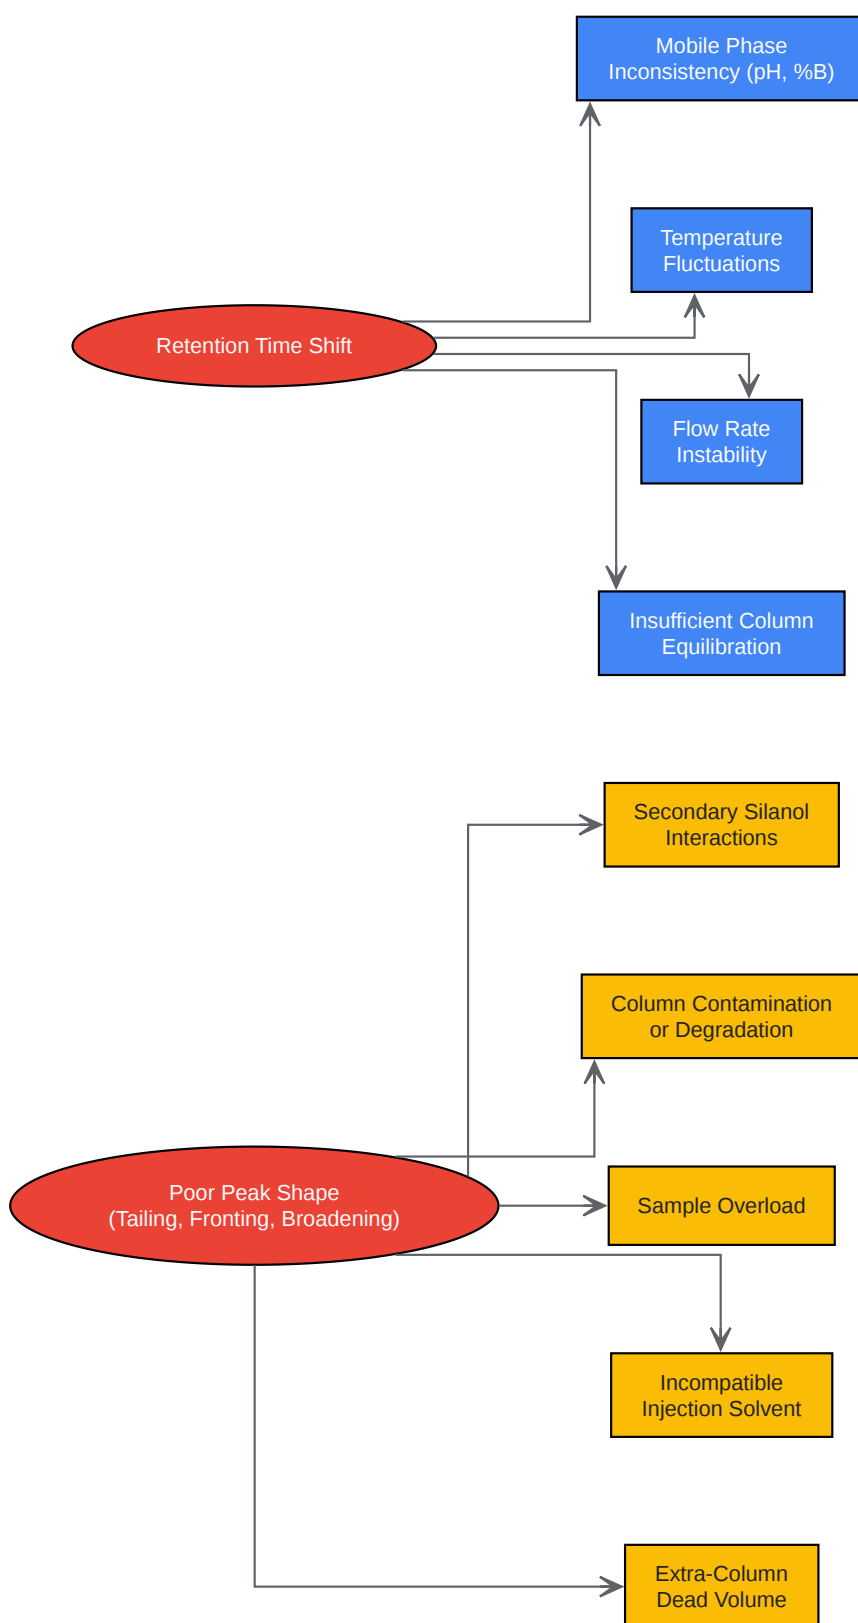 Mobile Phase
Inconsistency (pH, %B)
Temperature
Fluctuations
Retention Time Shift
Flow Rate
Instability
Insufficient Column
Equilibration
Secondary Silanol
Interactions
Column Contamination
or Degradation
Poor Peak Shape
(Tailing, Fronting, Broadening)
Sample Overload
Incompatible
Injection Solvent
Extra-Column
Dead Volume